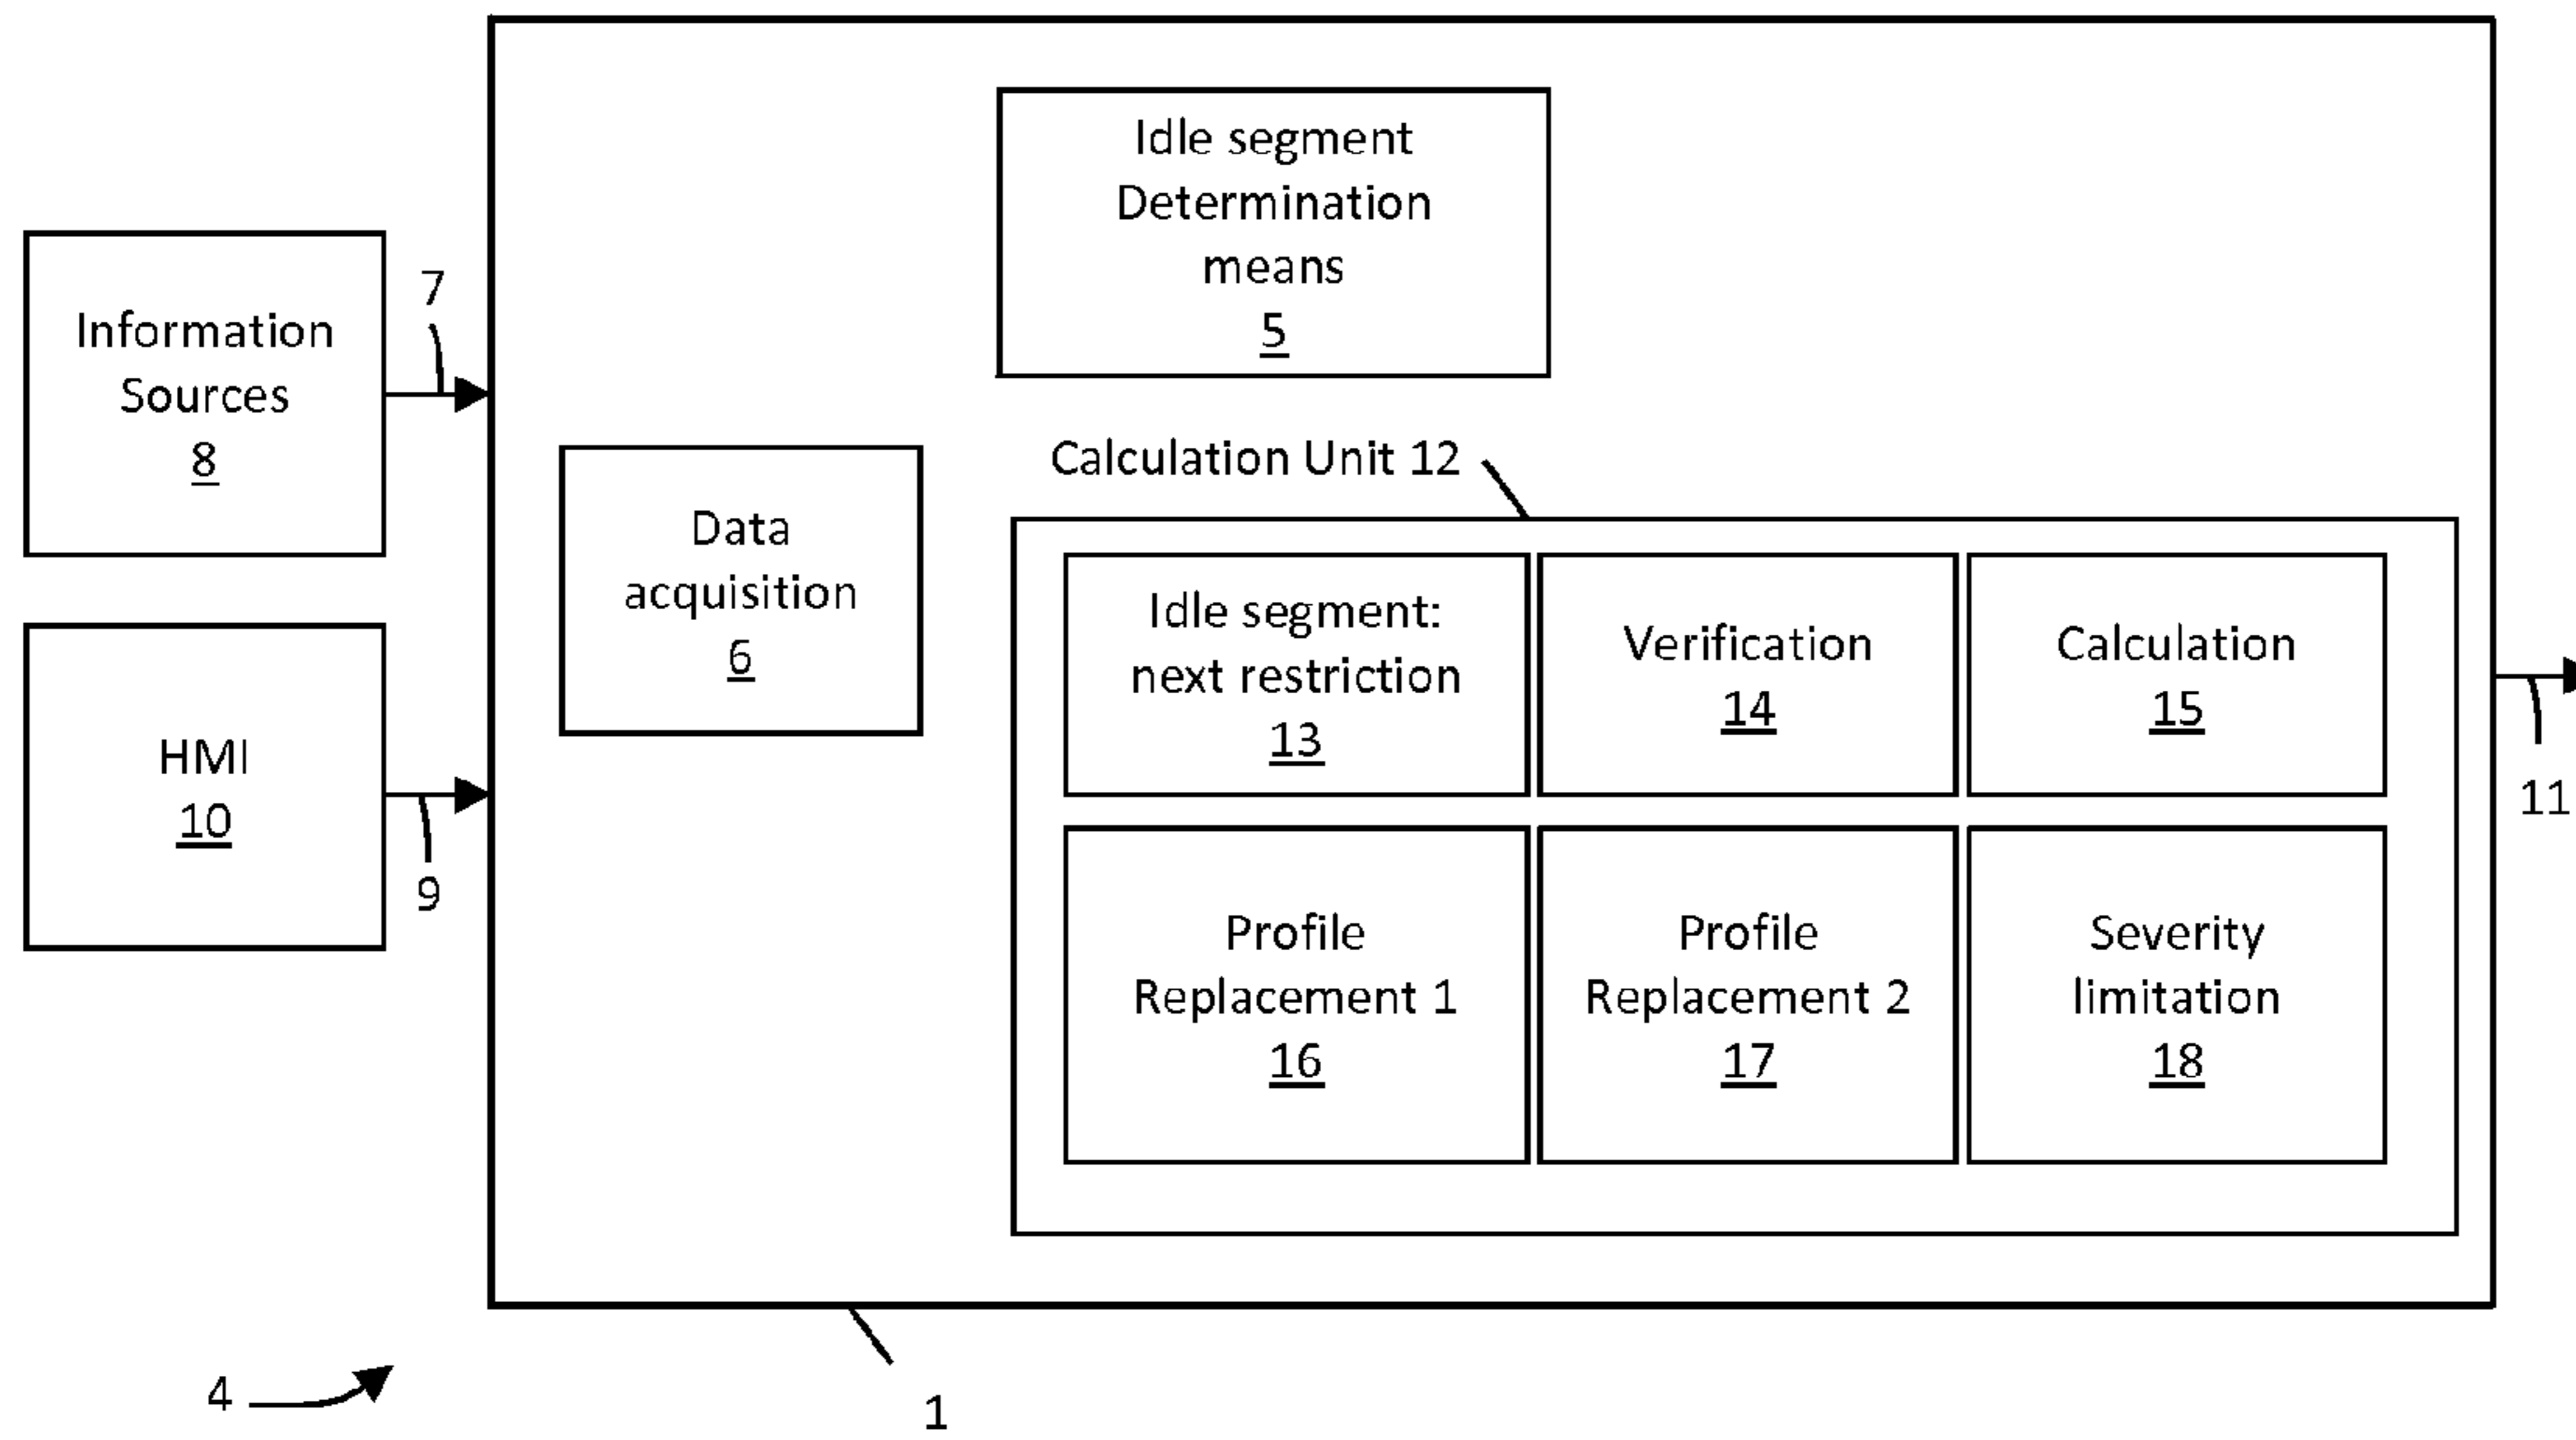 Idle segment
Determination
means
5
Information
Sources
8
7
Calculation Unit 12
Data
acquisition
6
Idle segment:
next restriction
13
Verification
14
Calculation
15
HMI
10
9
11
Profile
Replacement 1
16
Profile
Replacement 2
17
Severity
limitation
18
4
1